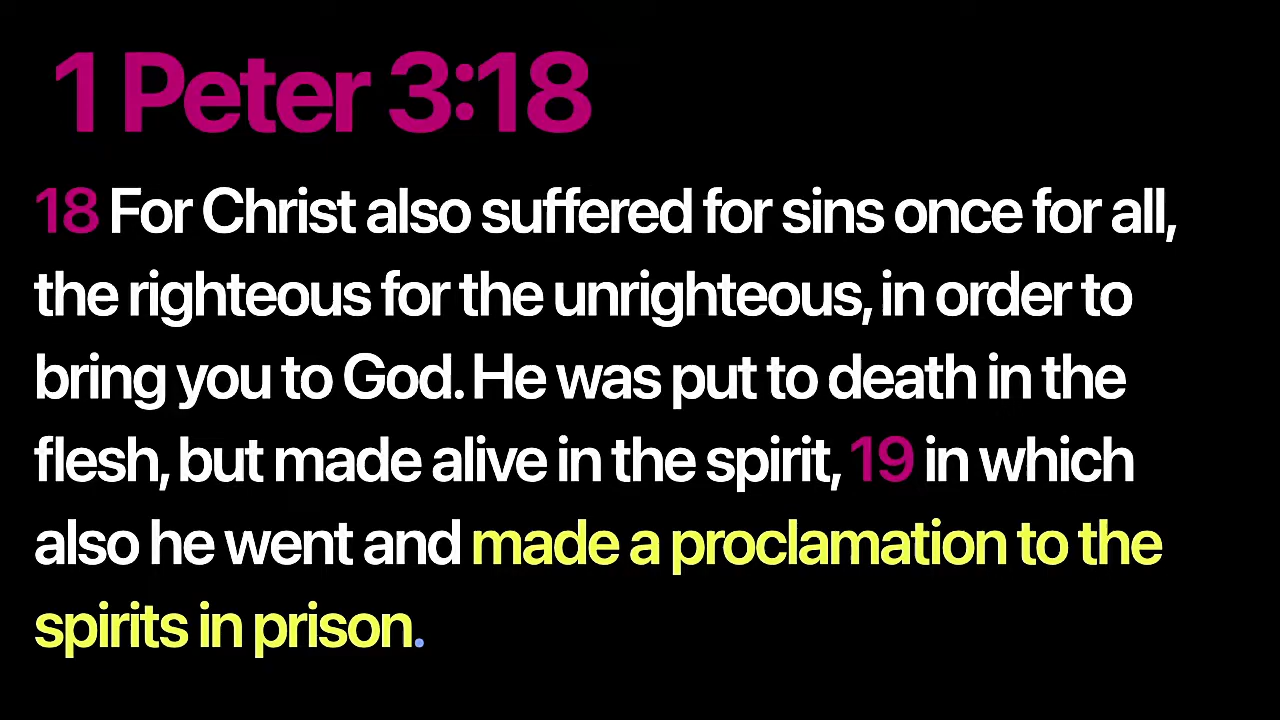 1 Peter 3:18
18 For Christ also suffered for sins once for all,
the righteous for the unrighteous, in order to
bring you to God. He was put to death in the
flesh, but made alive in the spirit, 19 in which
also he went and made a proclamation to the
spirits in prison.